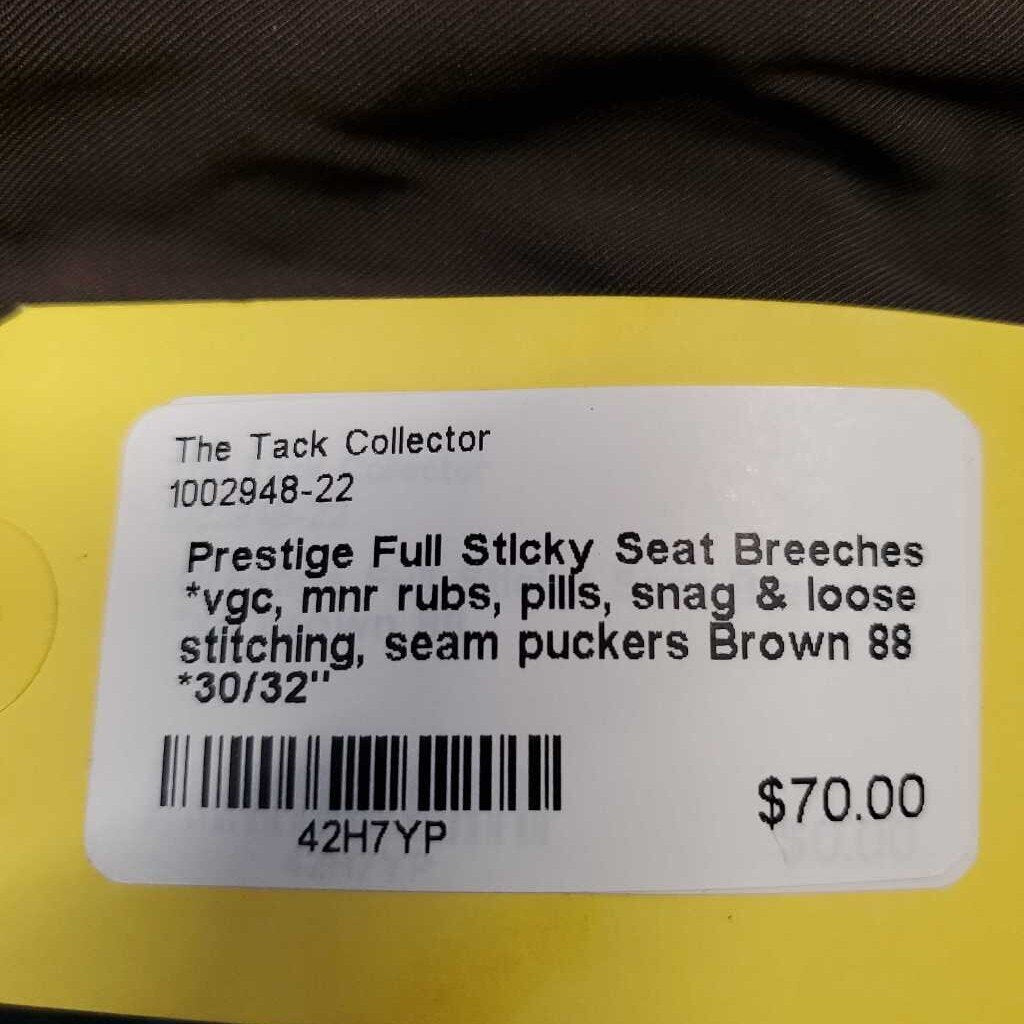 The Tack Collector
1002948-22
Prestige Full Sticky Seat Breeches
*vgc, mnr rubs, pills, snag & loose
stitching, seam puckers Brown 88
*30/32"
42H7YP
$70.00